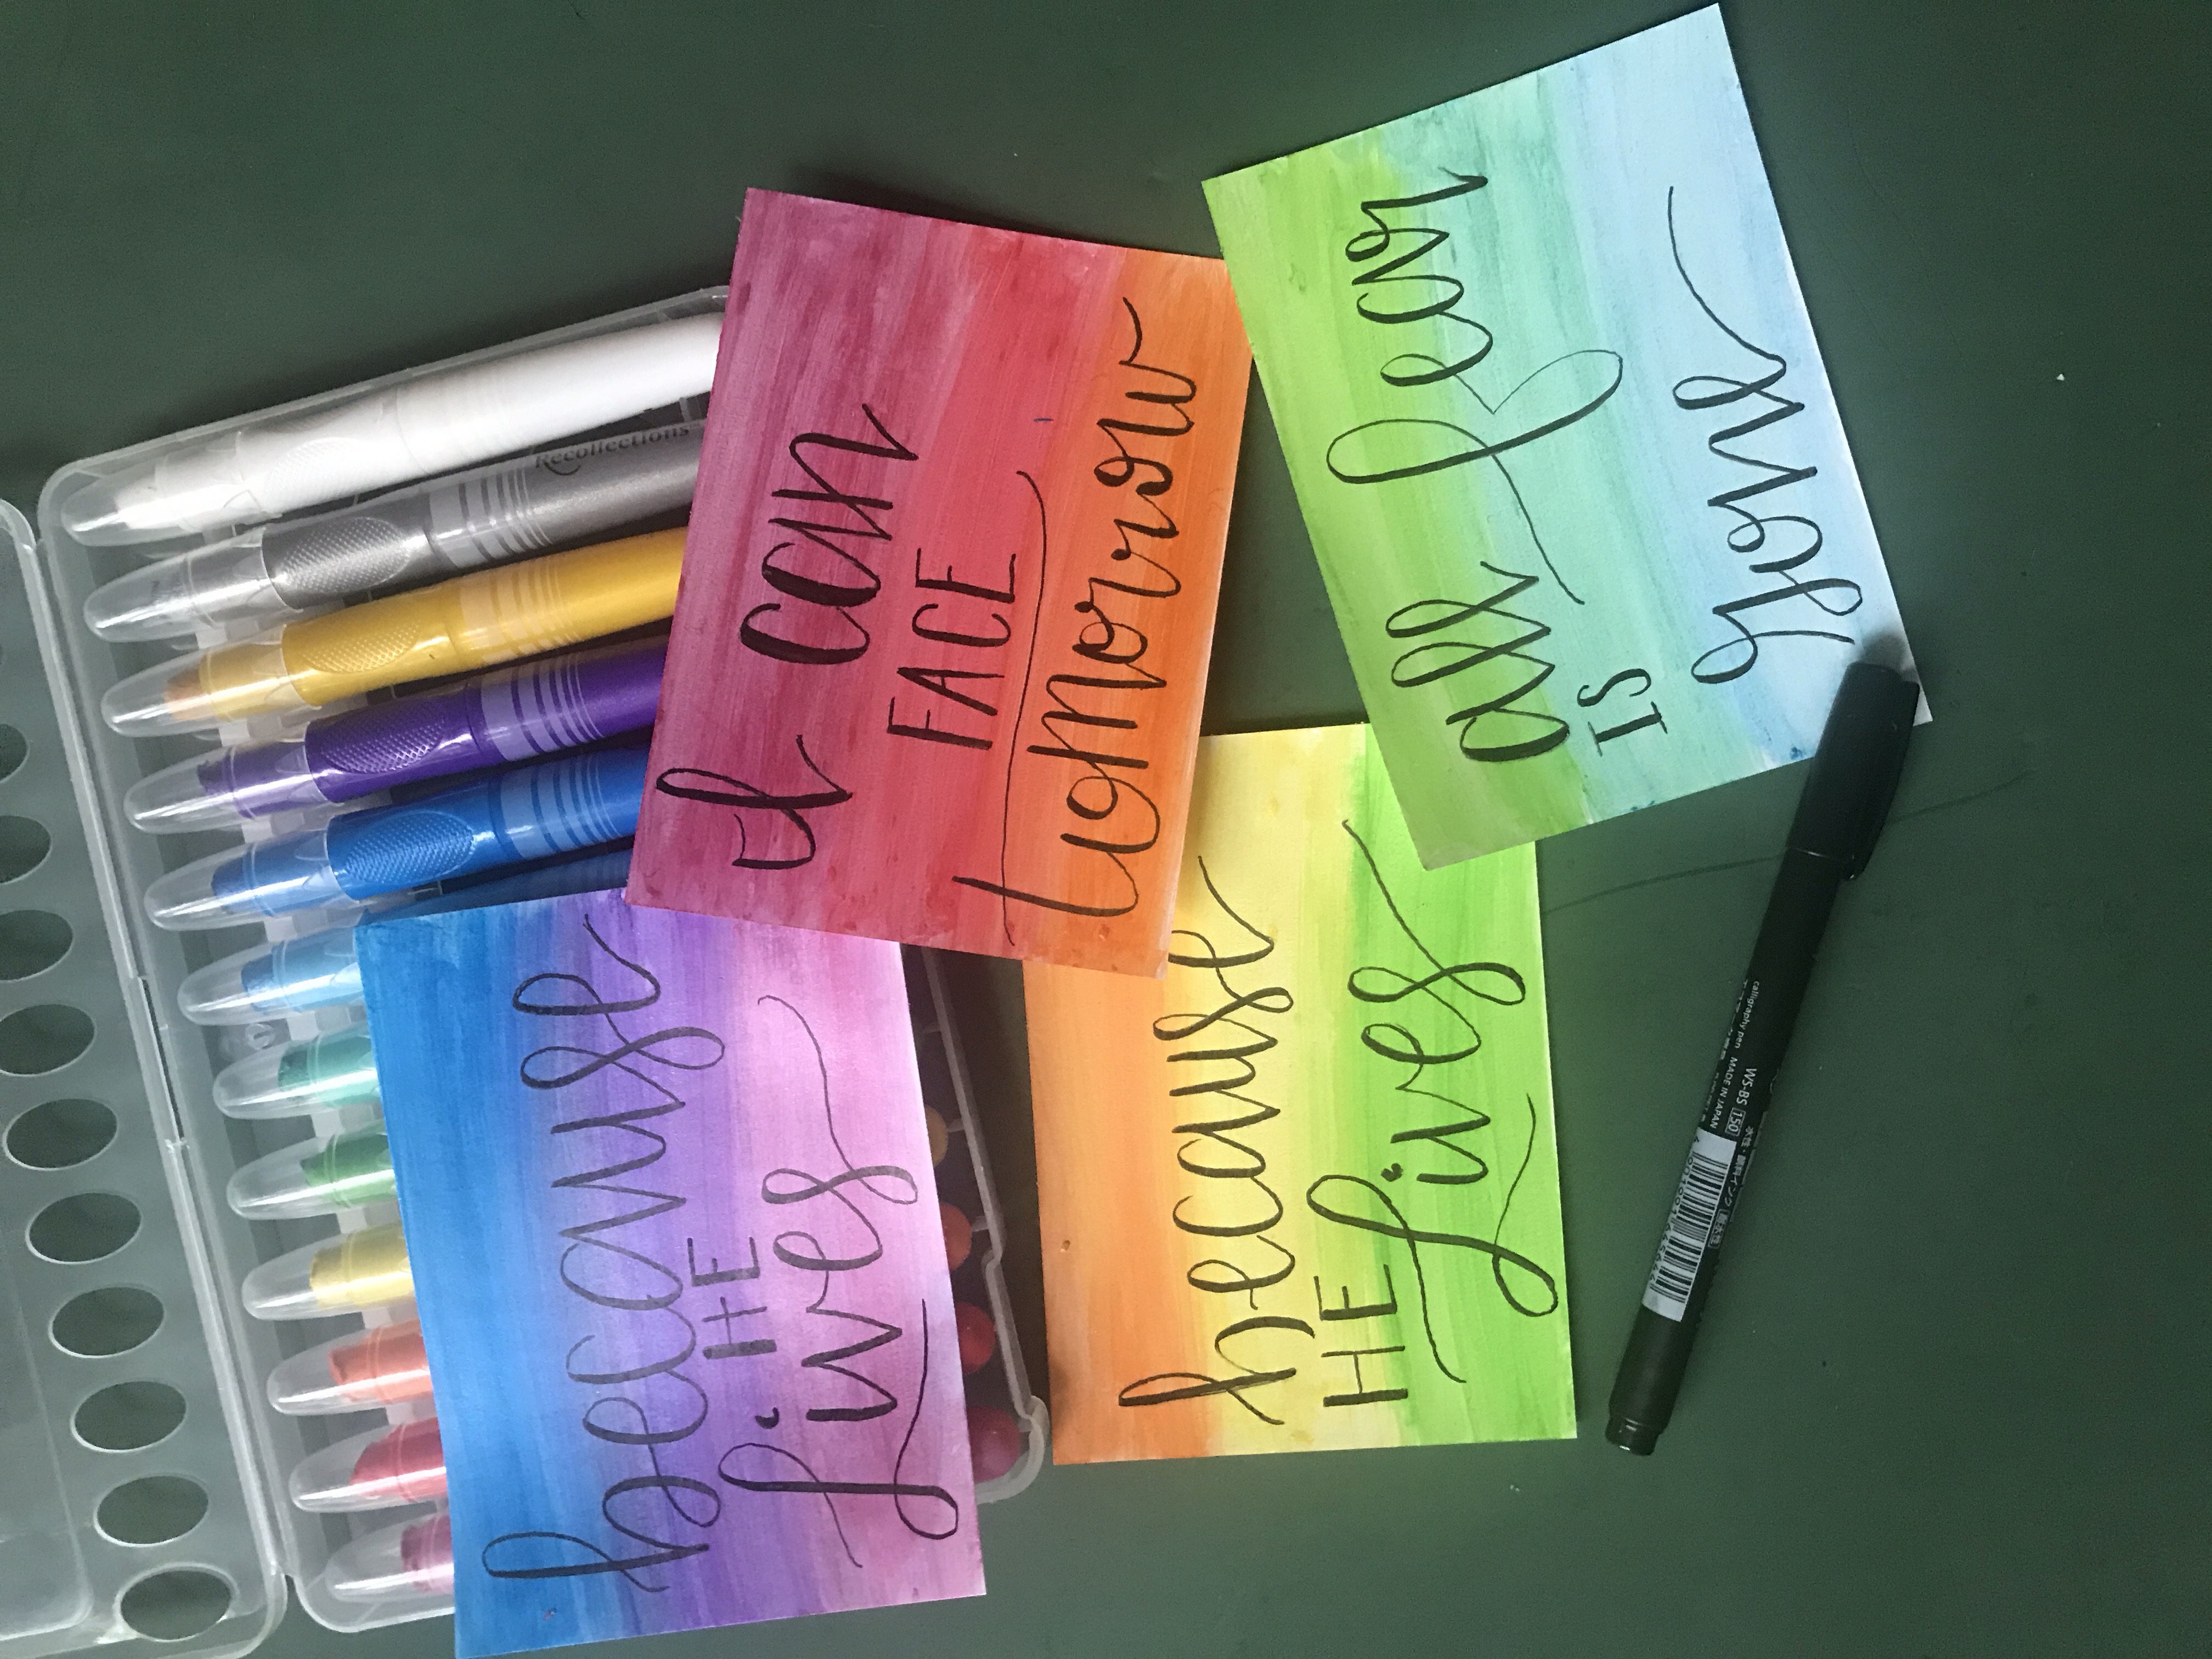 Recollections
because
HE
Lives
I can
FACE
tomorrow
because
HE Lives
all fear
IS
gone
calligraphy pen
MADE IN JAPAN
WS-BS 150